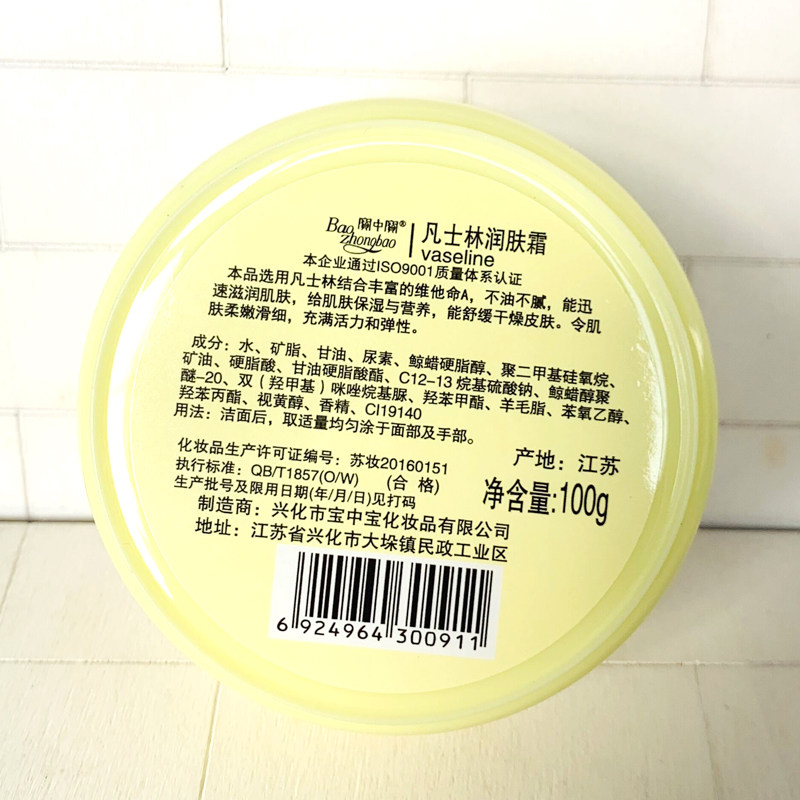 Bao Zhongbao ®
凡士林润肤霜
vaseline
本企业通过ISO9001质量体系认证
本品选用凡士林结合丰富的维他命A，不油不腻，能迅
速滋润肌肤，给肌肤保湿与营养，能舒缓干燥皮肤。令肌
肤柔嫩滑细，充满活力和弹性。
成分：水、矿脂、甘油、尿素、鲸蜡硬脂醇、聚二甲基硅氧烷、
矿油、硬脂酸、甘油硬脂酸酯、C12-13烷基硫酸钠、鲸蜡醇聚
醚-20、双（羟甲基）咪唑烷基脲、羟苯甲酯、羊毛脂、苯氧乙醇、
羟苯丙酯、视黄醇、香精、CI19140
用法：洁面后，取适量均匀涂于面部及手部。
化妆品生产许可证编号：苏妆20160151
执行标准：QB/T1857(O/W) (合格)
生产批号及限用日期(年/月/日)见打码
产地：江苏
净含量:100g
制造商：兴化市宝中宝化妆品有限公司
地址：江苏省兴化市大垛镇民政工业区
6 924964 300911